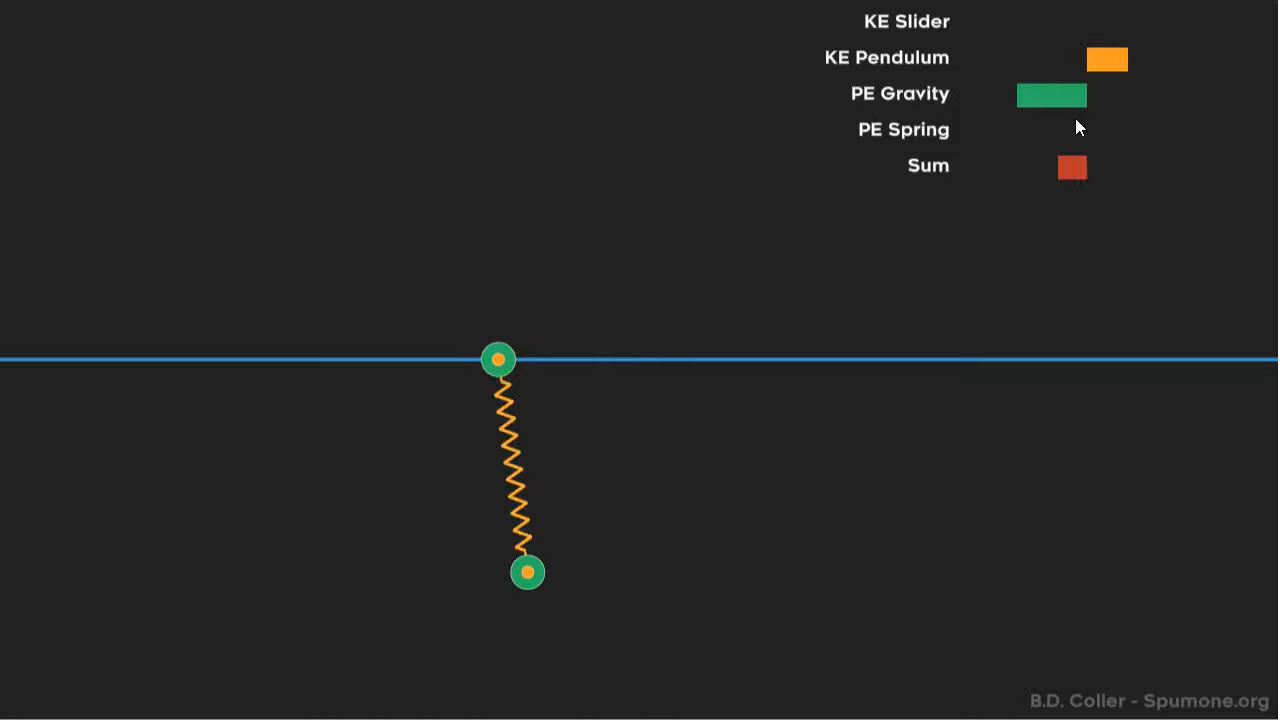 KE Slider
KE Pendulum
PE Gravity
PE Spring
Sum
B.D. Coller - Spumone.org